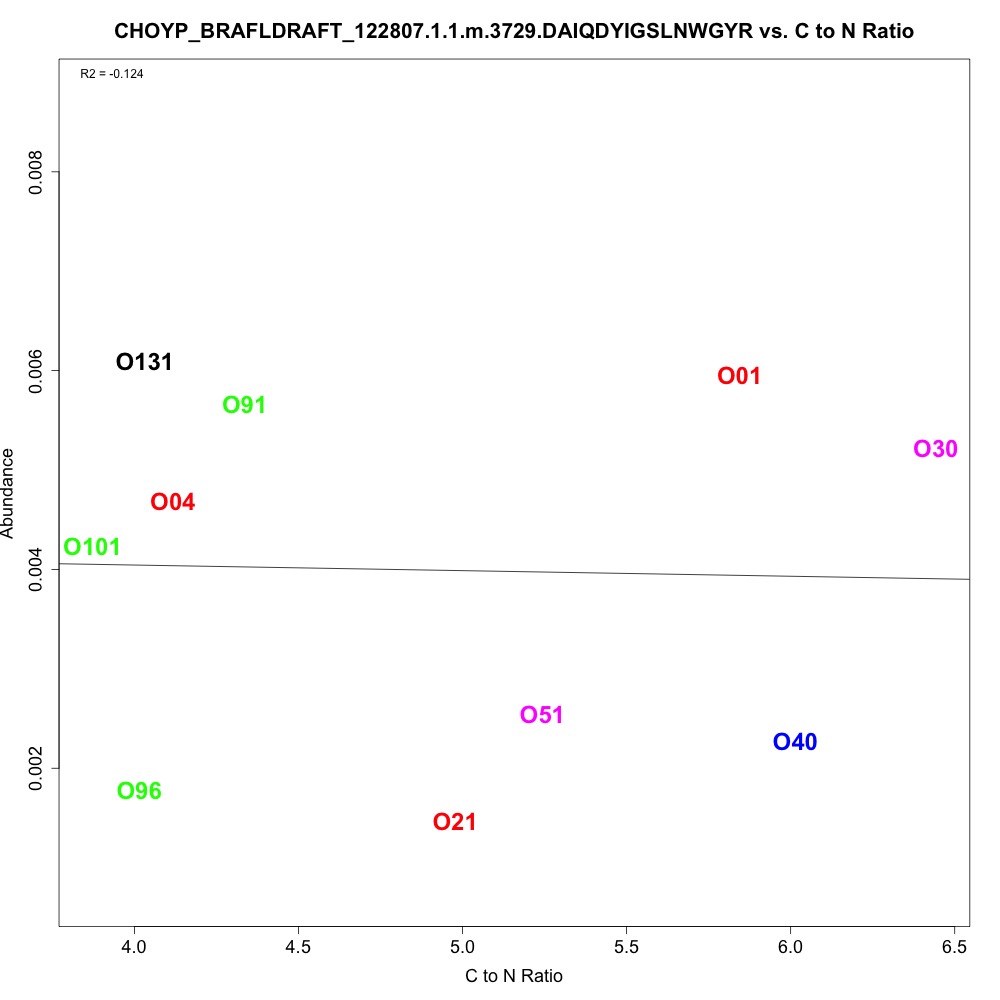 CHOYP_BRAFLDRAFT_122807.1.1.m.3729.DAIQDYIGSLNWGYR vs. C to N Ratio
R2 = -0.124
0.008
0.006
0.004
0.002
Abundance
O131
O01
O91
O30
O04
O101
O51
O40
O96
O21
4.0 4.5 5.0 5.5 6.0 6.5
C to N Ratio